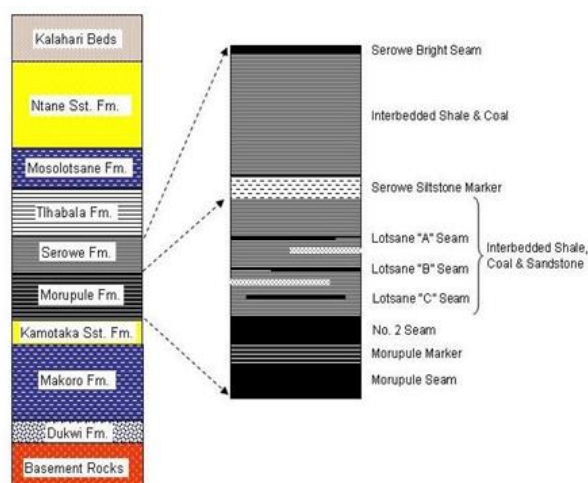 Kalahari Beds
Ntane Sst. Fm.
Mosolotsane Fm.
Tlhabala Fm.
Serowe Fm.
Morupule Fm.
Kamotaka Sst. Fm.
Makoro Fm.
Dukwi Fm.
Basement Rocks
Serowe Bright Seam
Interbedded Shale & Coal
Serowe Siltstone Marker
Lotsane "A" Seam
Lotsane "B" Seam
Lotsane "C" Seam
Interbedded Shale,
Coal & Sandstone
No. 2 Seam
Morupule Marker
Morupule Seam